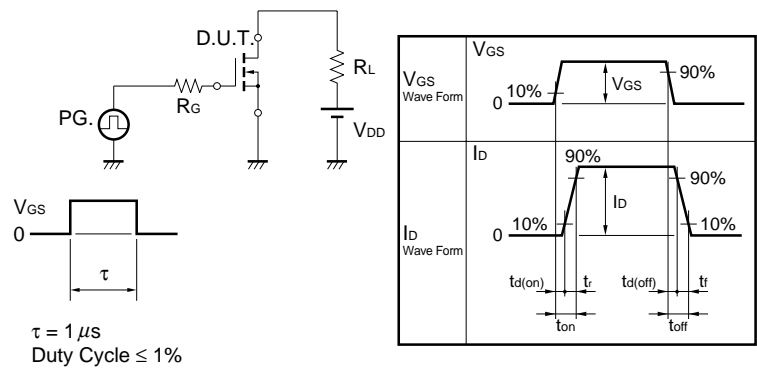 D.U.T.
RL
RG
PG.
VDD
VGS
0
τ
τ = 1 μs
Duty Cycle ≤ 1%
VGS
Wave Form
VGS
10%
0
VGS
90%
ID
Wave Form
ID
90%
90%
ID
10%
0
10%
td(on)
tr
td(off)
tf
ton
toff